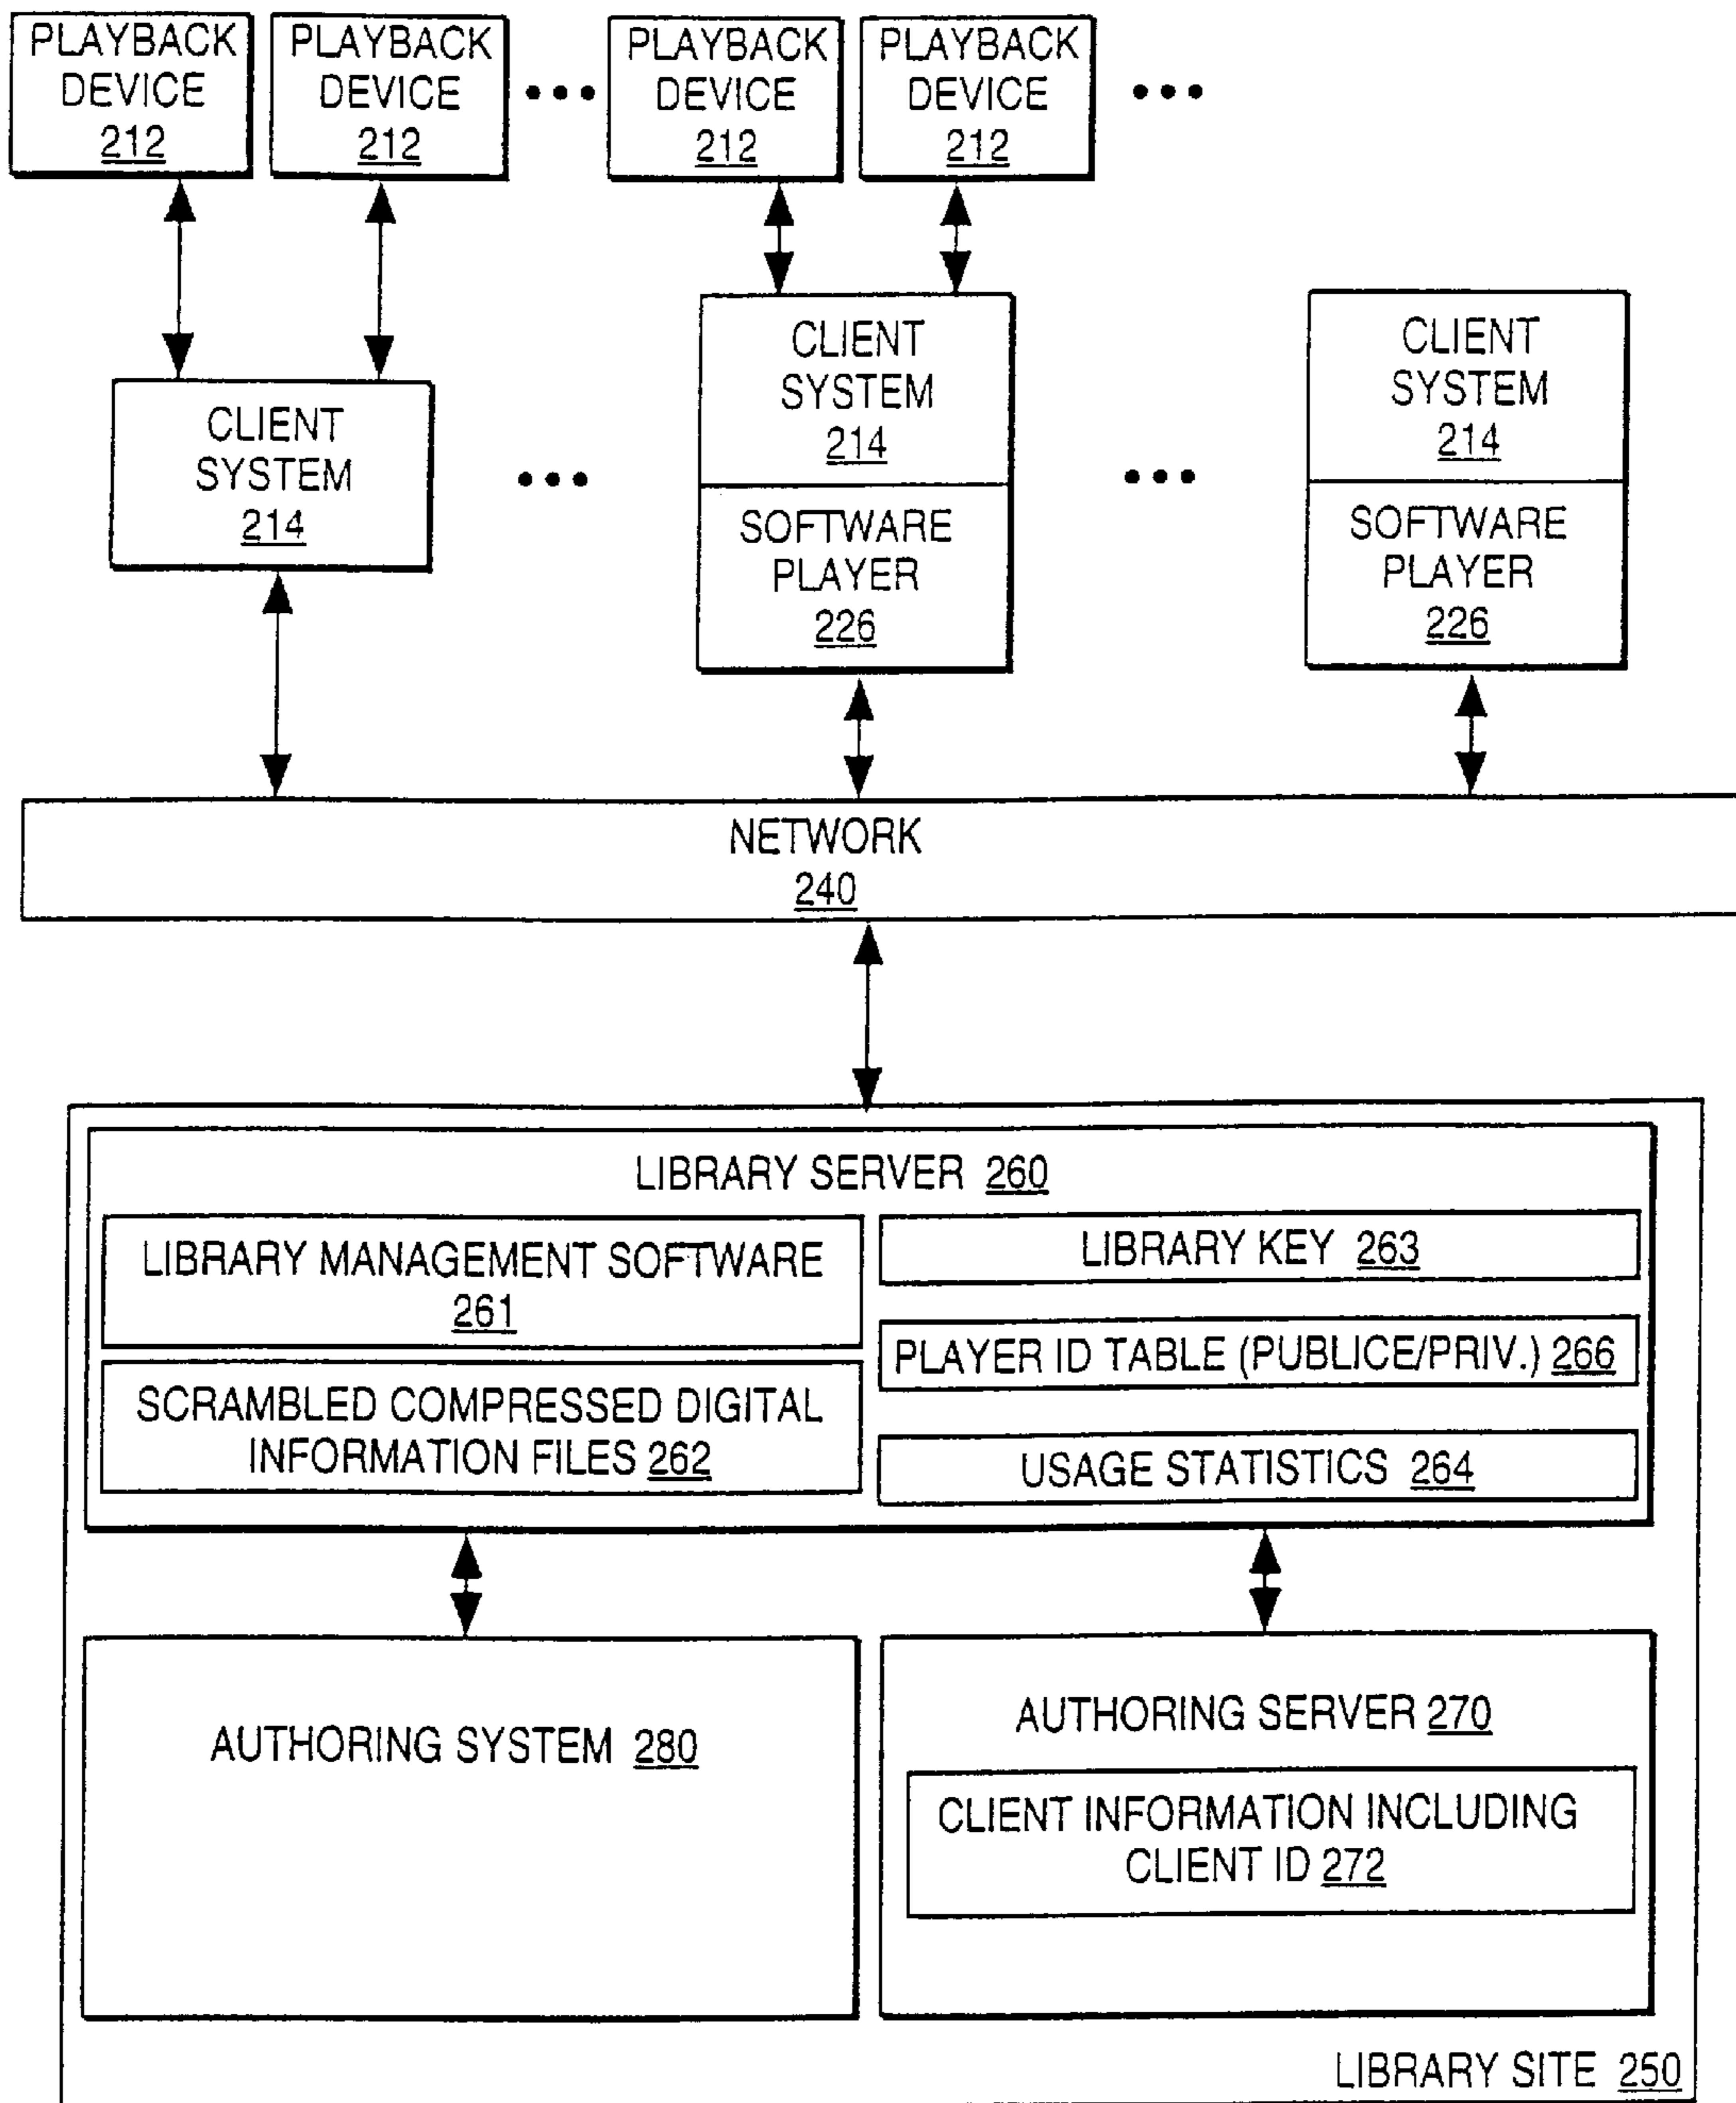 PLAYBACK
DEVICE
212
PLAYBACK
DEVICE
212
PLAYBACK
DEVICE
212
PLAYBACK
DEVICE
212
CLIENT
SYSTEM
214
CLIENT
SYSTEM
214
SOFTWARE
PLAYER
226
CLIENT
SYSTEM
214
SOFTWARE
PLAYER
226
NETWORK
240
LIBRARY SERVER 260
LIBRARY MANAGEMENT SOFTWARE
261
SCRAMBLED COMPRESSED DIGITAL
INFORMATION FILES 262
LIBRARY KEY 263
PLAYER ID TABLE (PUBLICE/PRIV.) 266
USAGE STATISTICS 264
AUTHORING SYSTEM 280
AUTHORING SERVER 270
CLIENT INFORMATION INCLUDING
CLIENT ID 272
LIBRARY SITE 250